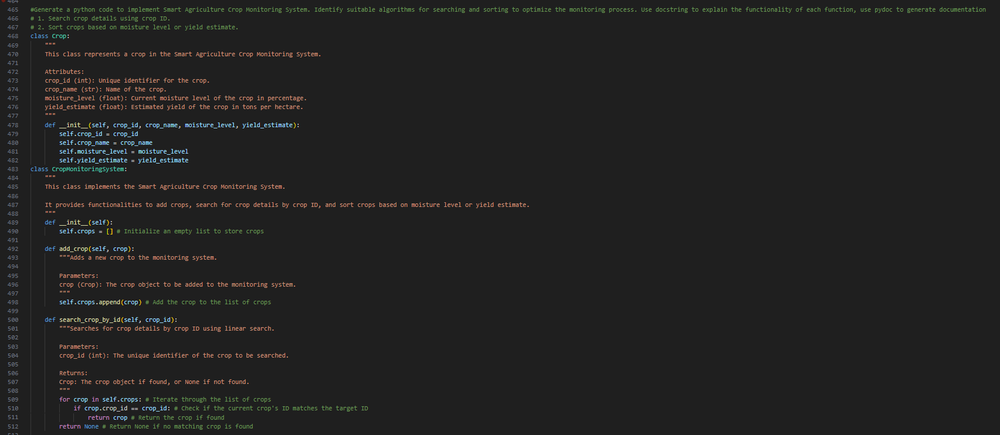 464
465 #Generate a python code to implement Smart Agriculture Crop Monitoring System. Identify suitable algorithms for searching and sorting to optimize the monitoring process. Use docstring to explain the functionality of each function, use pydoc to generate documentation
466 # 1. Search crop details using crop ID.
467 # 2. Sort crops based on moisture level or yield estimate.
468 class Crop:
469     """
470     This class represents a crop in the Smart Agriculture Crop Monitoring System.
471
472     Attributes:
473     crop_id (int): Unique identifier for the crop.
474     crop_name (str): Name of the crop.
475     moisture_level (float): Current moisture level of the crop in percentage.
476     yield_estimate (float): Estimated yield of the crop in tons per hectare.
477     """
478     def __init__(self, crop_id, crop_name, moisture_level, yield_estimate):
479         self.crop_id = crop_id
480         self.crop_name = crop_name
481         self.moisture_level = moisture_level
482         self.yield_estimate = yield_estimate
483 class CropMonitoringSystem:
484     """
485     This class implements the Smart Agriculture Crop Monitoring System.
486
487     It provides functionalities to add crops, search for crop details by crop ID, and sort crops based on moisture level or yield estimate.
488     """
489     def __init__(self):
490         self.crops = [] # Initialize an empty list to store crops
491
492     def add_crop(self, crop):
493         """Adds a new crop to the monitoring system.
494
495         Parameters:
496         crop (Crop): The crop object to be added to the monitoring system.
497         """
498         self.crops.append(crop) # Add the crop to the list of crops
499
500     def search_crop_by_id(self, crop_id):
501         """Searches for crop details by crop ID using linear search.
502
503         Parameters:
504         crop_id (int): The unique identifier of the crop to be searched.
505
506         Returns:
507         Crop: The crop object if found, or None if not found.
508         """
509         for crop in self.crops: # Iterate through the list of crops
510             if crop.crop_id == crop_id: # Check if the current crop's ID matches the target ID
511                 return crop # Return the crop if found
512         return None # Return None if no matching crop is found
513